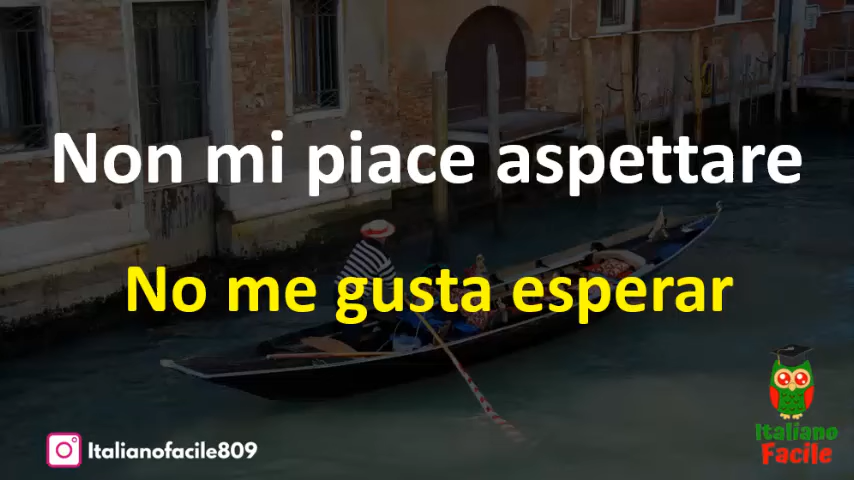 Non mi piace aspettare
No me gusta esperar
Italianofacile809
Italiano
Facile